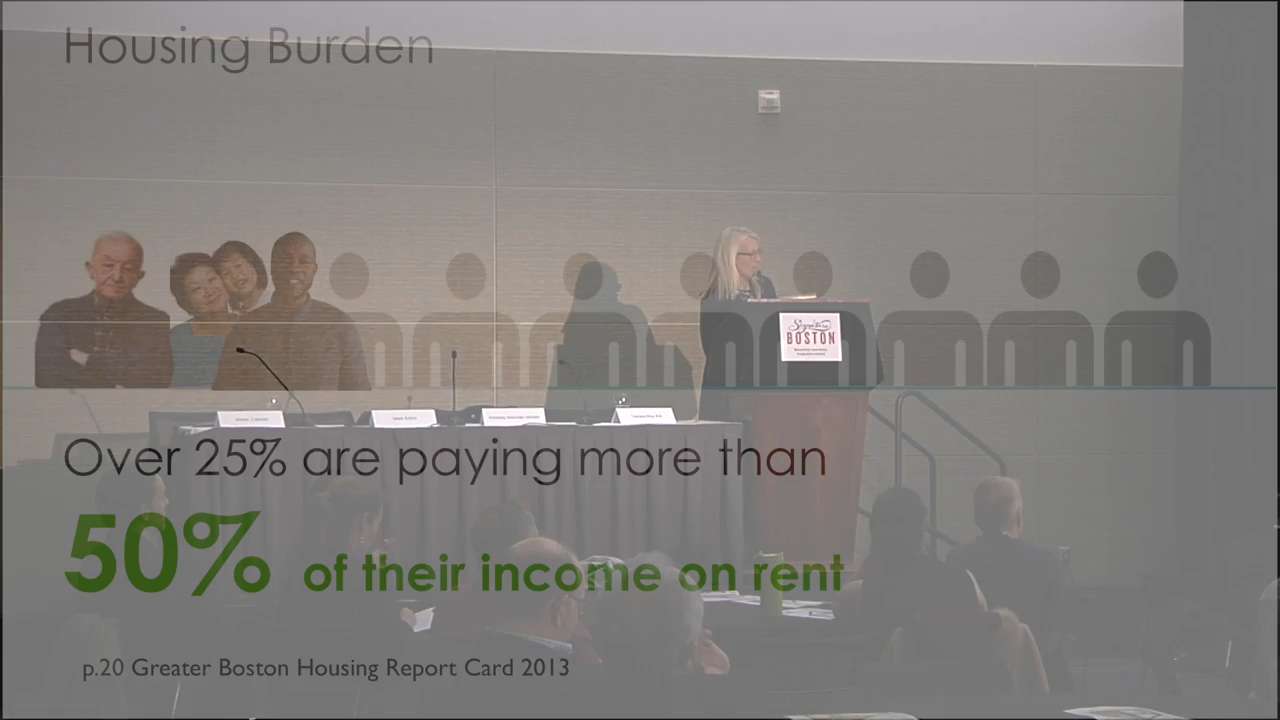 Housing Burden
Signature
BOSTON
Over 25% are paying more than
50% of their income on rent
p.20 Greater Boston Housing Report Card 2013